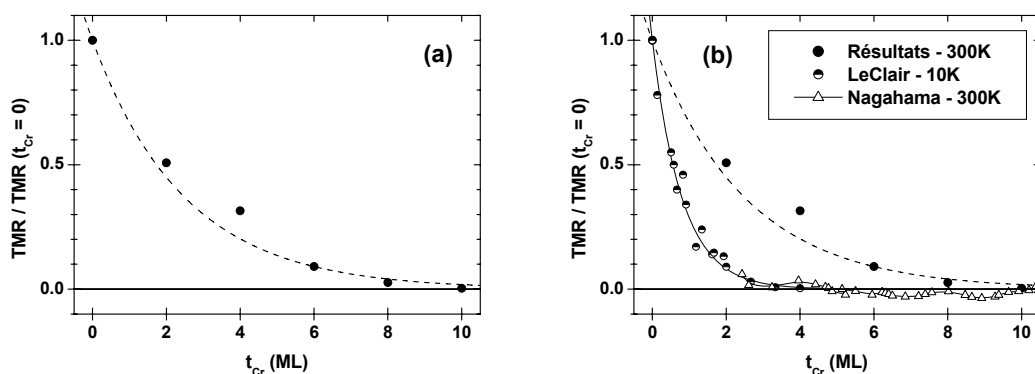 (a)
TMR / TMR (t_Cr = 0)
1.0
0.5
0.0
0 2 4 6 8 10
t_Cr (ML)
(b)
Résultats - 300K
LeClair - 10K
Nagahama - 300K
TMR / TMR (t_Cr = 0)
1.0
0.5
0.0
0 2 4 6 8 10
t_Cr (ML)